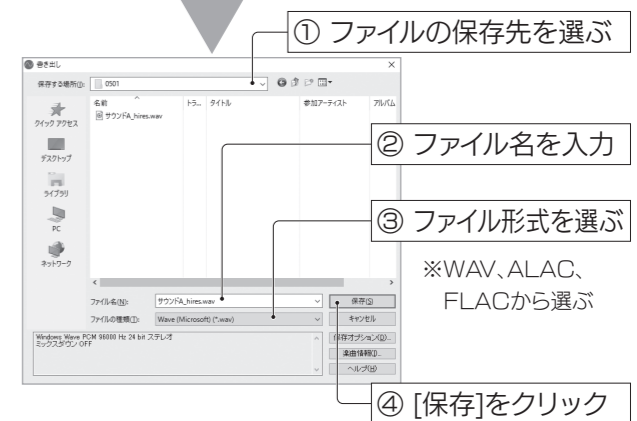 ① ファイルの保存先を選ぶ
書き出し
保存する場所(I):
0501
名前
トラ...
タイトル
参加アーティスト
アルバム
サウンドA_hires.wav
クイック アクセス
デスクトップ
ライブラリ
PC
ネットワーク
② ファイル名を入力
③ ファイル形式を選ぶ
※WAV、ALAC、
FLACから選ぶ
ファイル名(N):
サウンドA_hires.wav
保存(S)
ファイルの種類(T):
Wave (Microsoft) (*.wav)
キャンセル
Windows Wave PCM 96000 Hz 24 bit ステレオ
ミックスダウン OFF
保存オプション(D)...
楽曲情報(I)...
ヘルプ(H)
④ [保存]をクリック